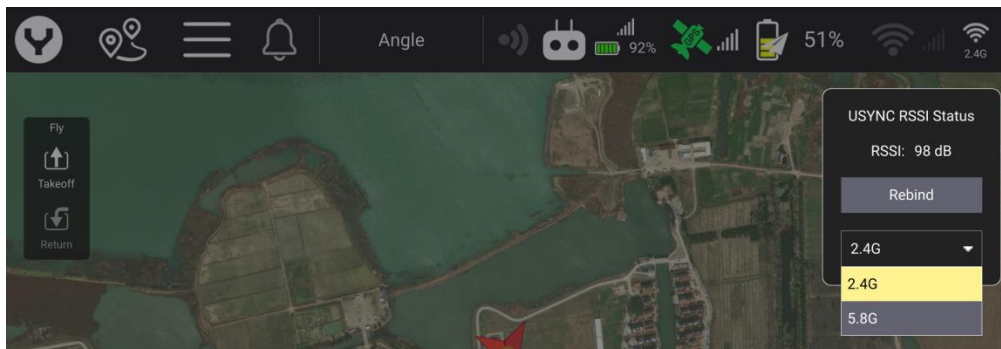 Angle
92%
GPS
51%
2.4G
Fly
Takeoff
Return
USYNC RSSI Status
RSSI: 98 dB
Rebind
2.4G
2.4G
5.8G